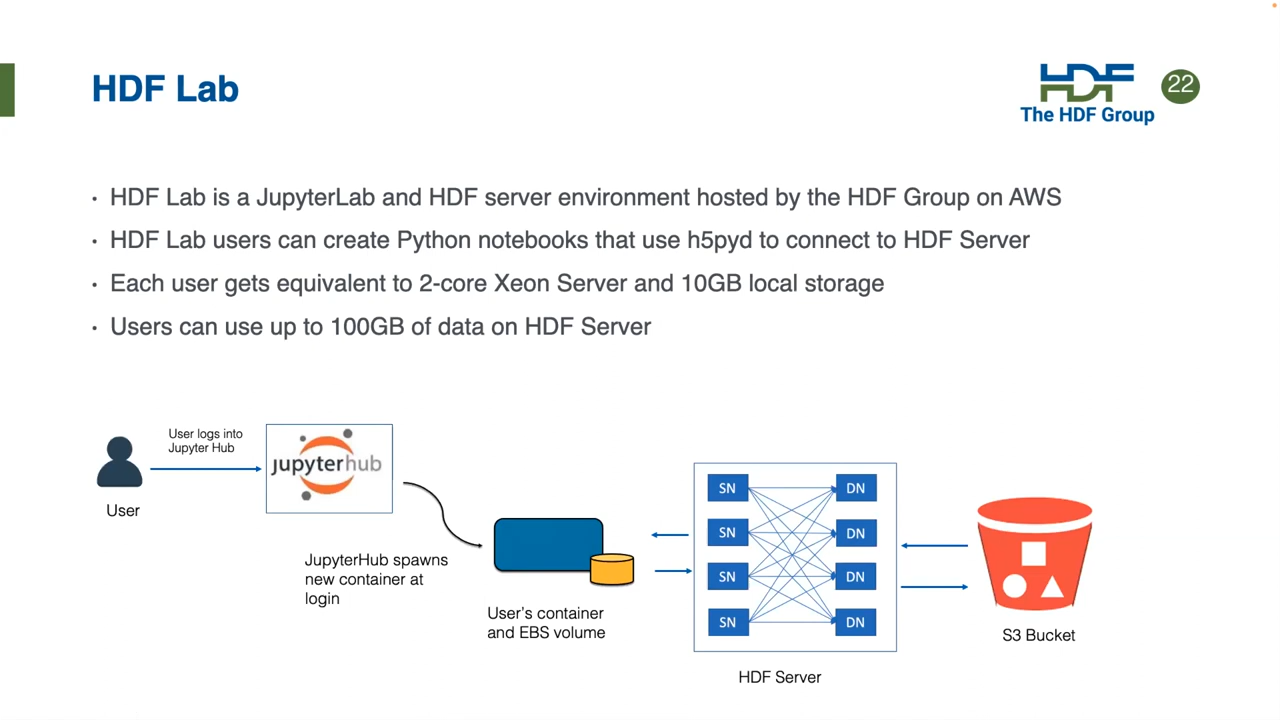 HDF Lab
HDF
The HDF Group
22
· HDF Lab is a JupyterLab and HDF server environment hosted by the HDF Group on AWS
· HDF Lab users can create Python notebooks that use h5pyd to connect to HDF Server
· Each user gets equivalent to 2-core Xeon Server and 10GB local storage
· Users can use up to 100GB of data on HDF Server
User logs into
Jupyter Hub
User
jupyterhub
JupyterHub spawns
new container at
login
User's container
and EBS volume
SN
DN
SN
DN
SN
DN
SN
DN
HDF Server
S3 Bucket